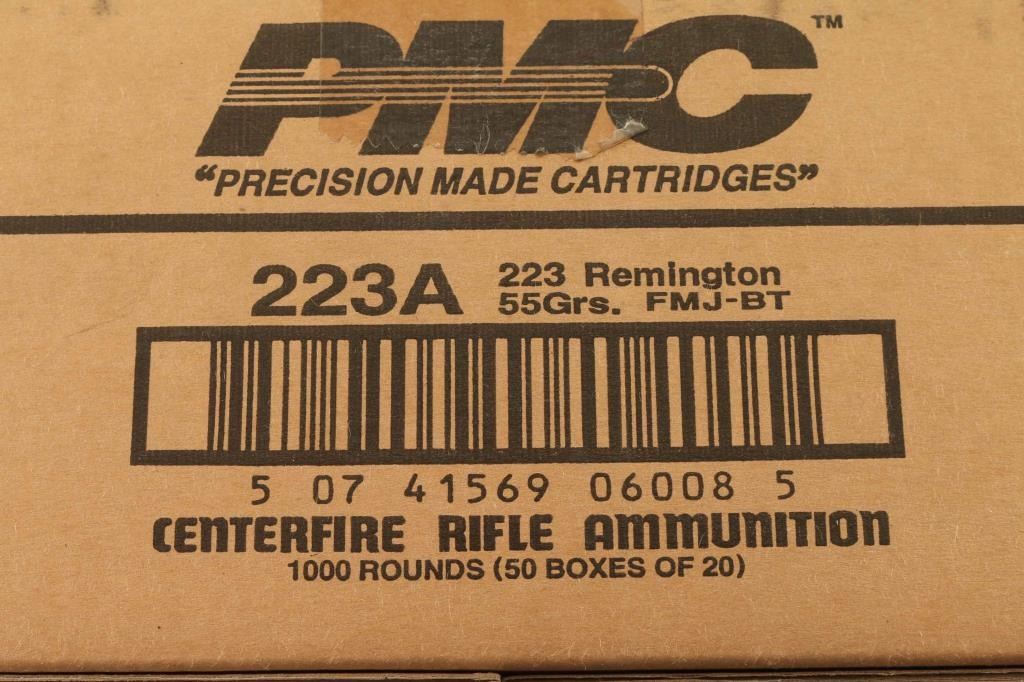 PMC™
“PRECISION MADE CARTRIDGES”
223A 223 Remington
55Grs. FMJ-BT
5 07 41569 06008 5
CENTERFIRE RIFLE AMMUNITION
1000 ROUNDS (50 BOXES OF 20)